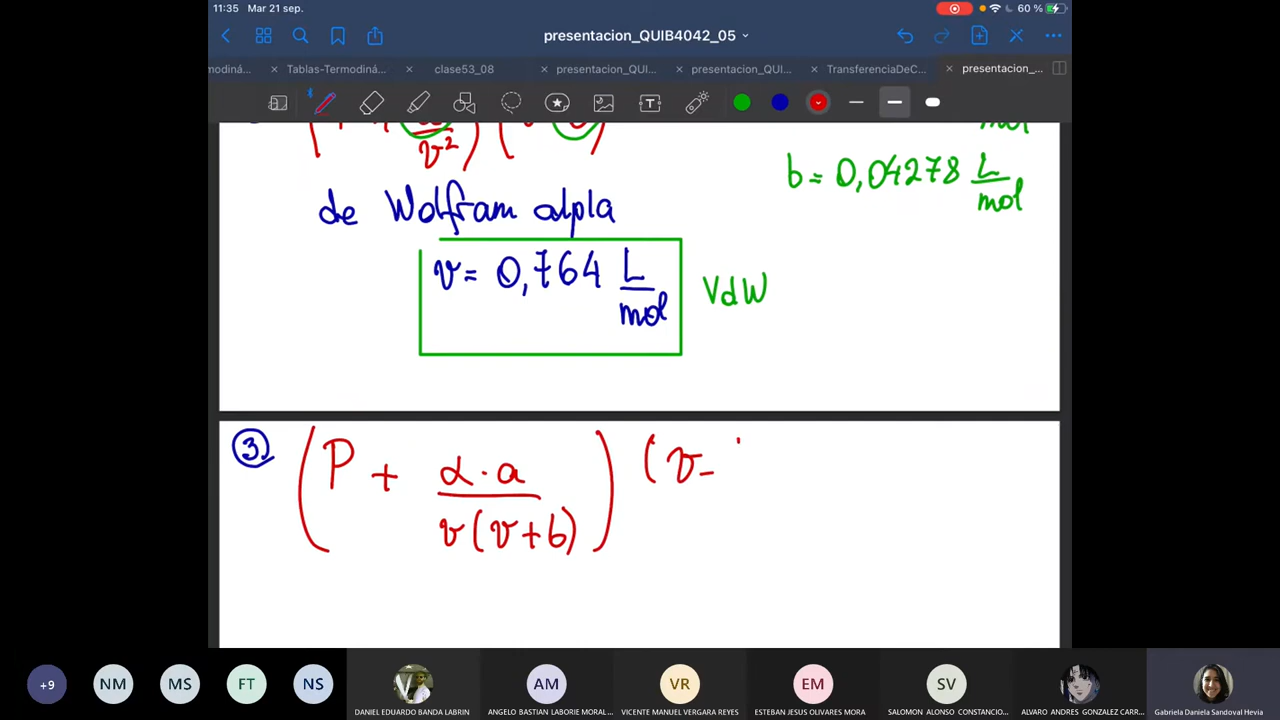 11:35 Mar 21 sep. 60 %
presentacion_QUIB4042_05
rmodiná... Tablas-Termodiná... clase53_08 presentacion_QUI... presentacion_QUI... TransferenciaDeC... presentacion_...
v²
mol
b = 0,04278 L/mol
de Wolfram alpla
v = 0,764 L/mol VdW
3. (P + α·a / v(v+b)) (v-
+9 NM MS FT NS AM VR EM SV
DANIEL EDUARDO BANDA LABRIN ANGELO BASTIAN LABORIE MORAL... VICENTE MANUEL VERGARA REYES ESTEBAN JESUS OLIVARES MORA SALOMON ALONSO CONSTANCIO... ALVARO ANDRES GONZALEZ CARR... Gabriela Daniela Sandoval Hevia